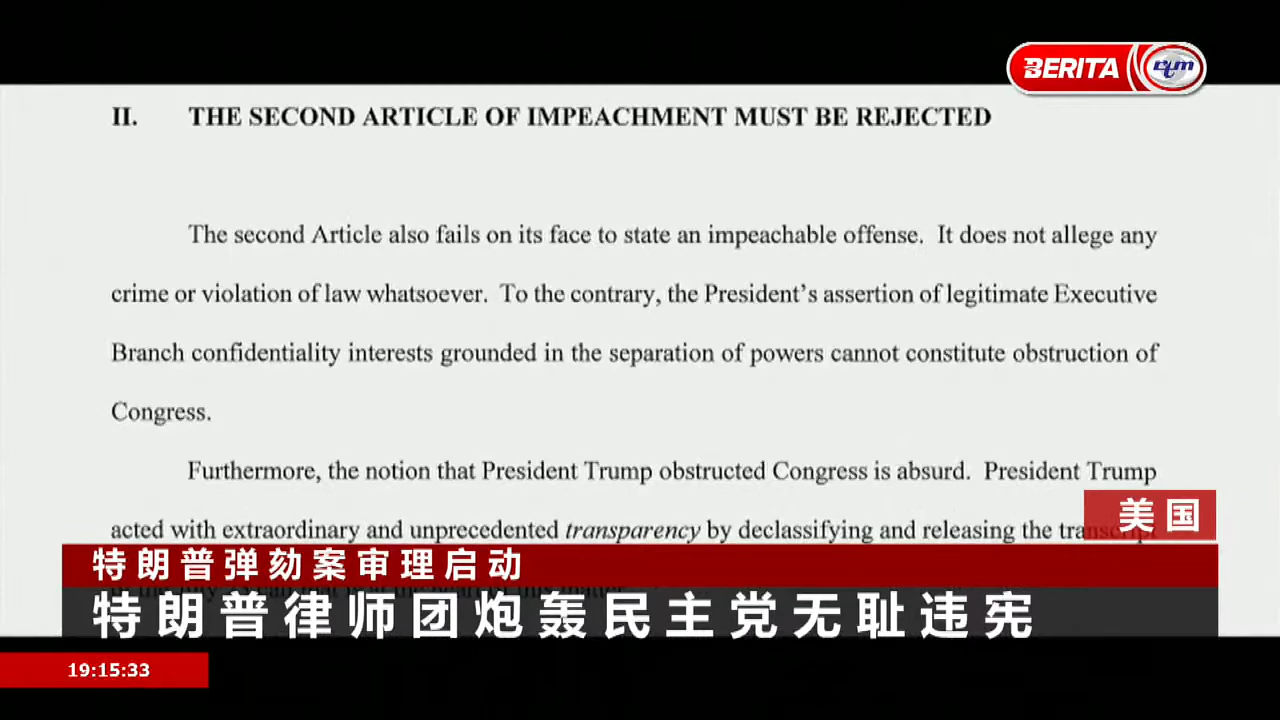 BERITA rtm
II. THE SECOND ARTICLE OF IMPEACHMENT MUST BE REJECTED
The second Article also fails on its face to state an impeachable offense. It does not allege any
crime or violation of law whatsoever. To the contrary, the President's assertion of legitimate Executive
Branch confidentiality interests grounded in the separation of powers cannot constitute obstruction of
Congress.
Furthermore, the notion that President Trump obstructed Congress is absurd. President Trump
acted with extraordinary and unprecedented transparency by declassifying and releasing the transcript
美国
特朗普弹劾案审理启动
特朗普律师团炮轰民主党无耻违宪
19:15:33